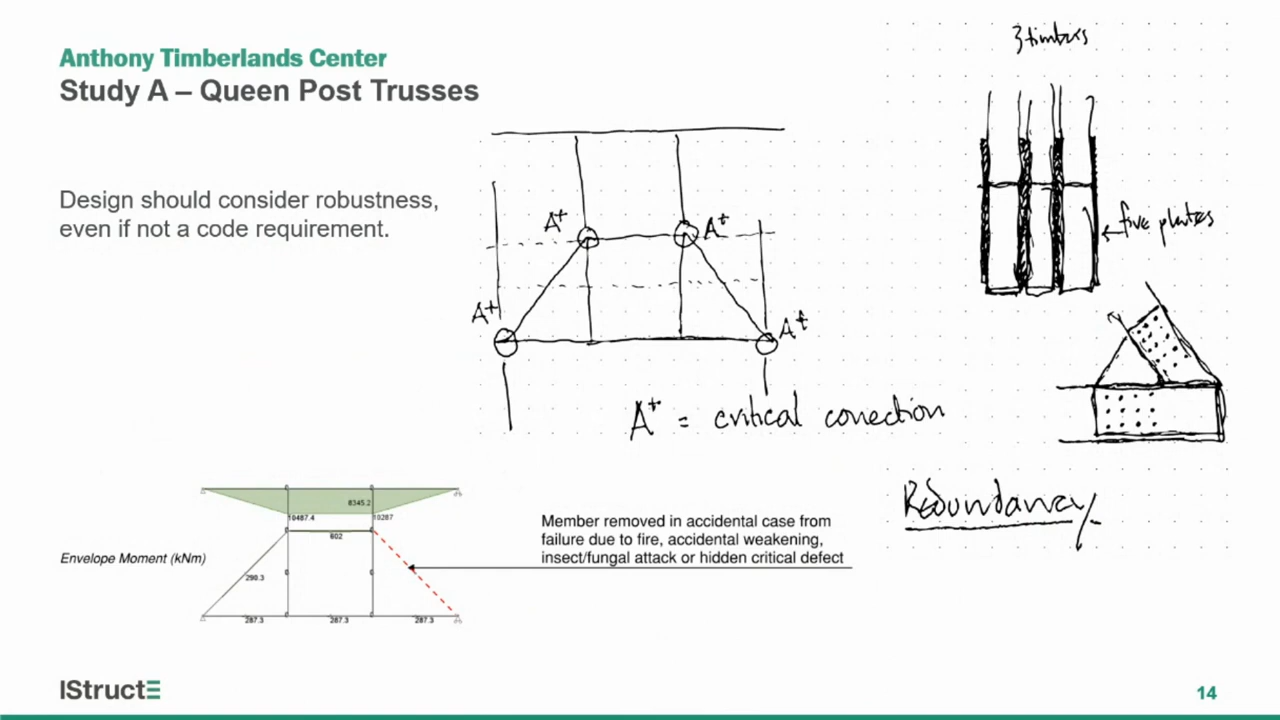 Anthony Timberlands Center
Study A – Queen Post Trusses
Design should consider robustness,
even if not a code requirement.
3 timbers
five plates
A+
A+
A+
A+
A+ = critical conection
Redundancy
8345.2
10487.4
10287
602
Envelope Moment (kNm)
290.3
287.3
287.3
287.3
Member removed in accidental case from
failure due to fire, accidental weakening,
insect/fungal attack or hidden critical defect
IStructE
14